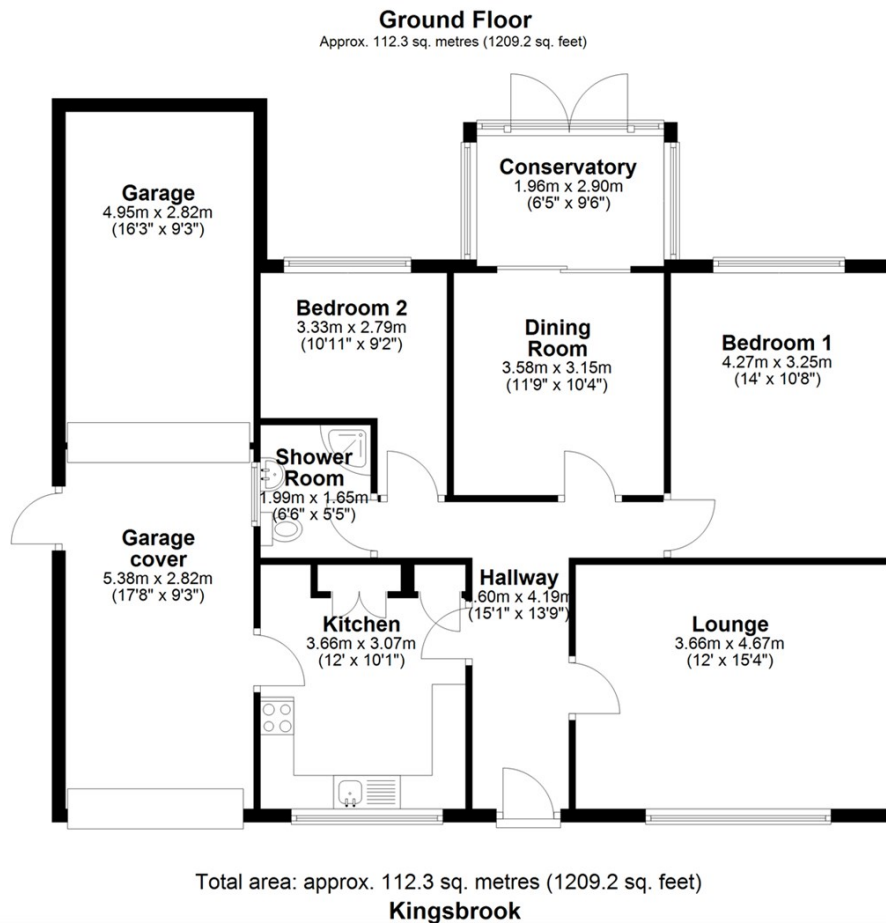 Ground Floor
Approx. 112.3 sq. metres (1209.2 sq. feet)
Garage
4.95m x 2.82m
(16'3" x 9'3")
Conservatory
1.96m x 2.90m
(6'5" x 9'6")
Bedroom 2
3.33m x 2.79m
(10'11" x 9'2")
Dining
Room
3.58m x 3.15m
(11'9" x 10'4")
Bedroom 1
4.27m x 3.25m
(14' x 10'8")
Shower
Room
1.99m x 1.65m
(6'6" x 5'5")
Garage
cover
5.38m x 2.82m
(17'8" x 9'3")
Hallway
.60m x 4.19m
(15'1" x 13'9")
Kitchen
3.66m x 3.07m
(12' x 10'1")
Lounge
3.66m x 4.67m
(12' x 15'4")
Total area: approx. 112.3 sq. metres (1209.2 sq. feet)
Kingsbrook